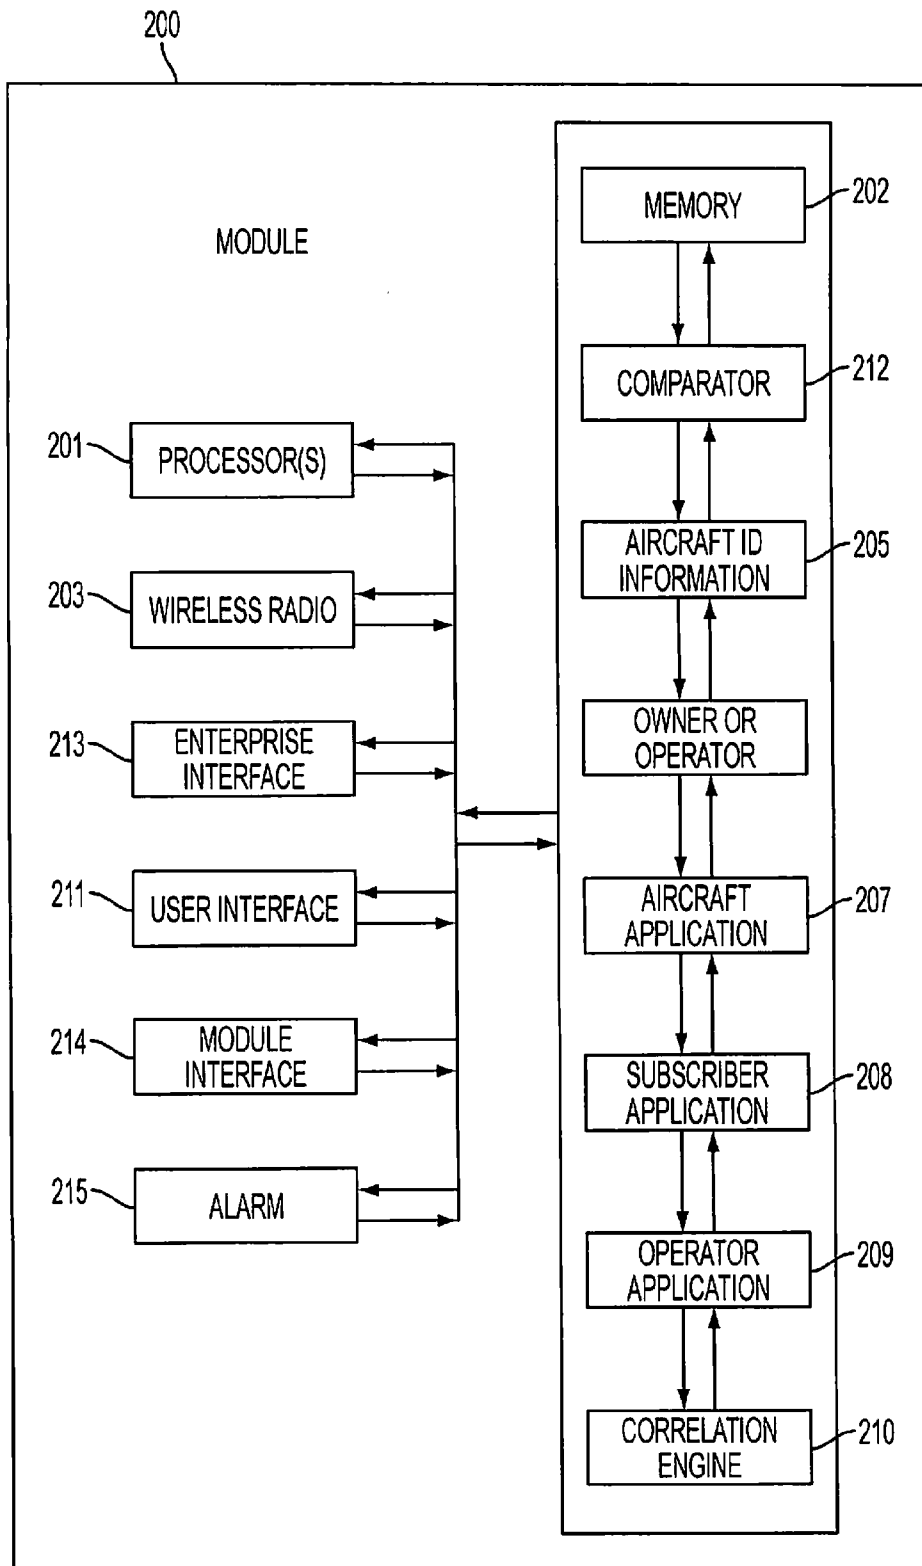 200
MODULE
201
PROCESSOR(S)
203
WIRELESS RADIO
213
ENTERPRISE
INTERFACE
211
USER INTERFACE
214
MODULE
INTERFACE
215
ALARM
MEMORY
202
COMPARATOR
212
AIRCRAFT ID
INFORMATION
205
OWNER OR
OPERATOR
AIRCRAFT
APPLICATION
207
SUBSCRIBER
APPLICATION
208
OPERATOR
APPLICATION
209
CORRELATION
ENGINE
210